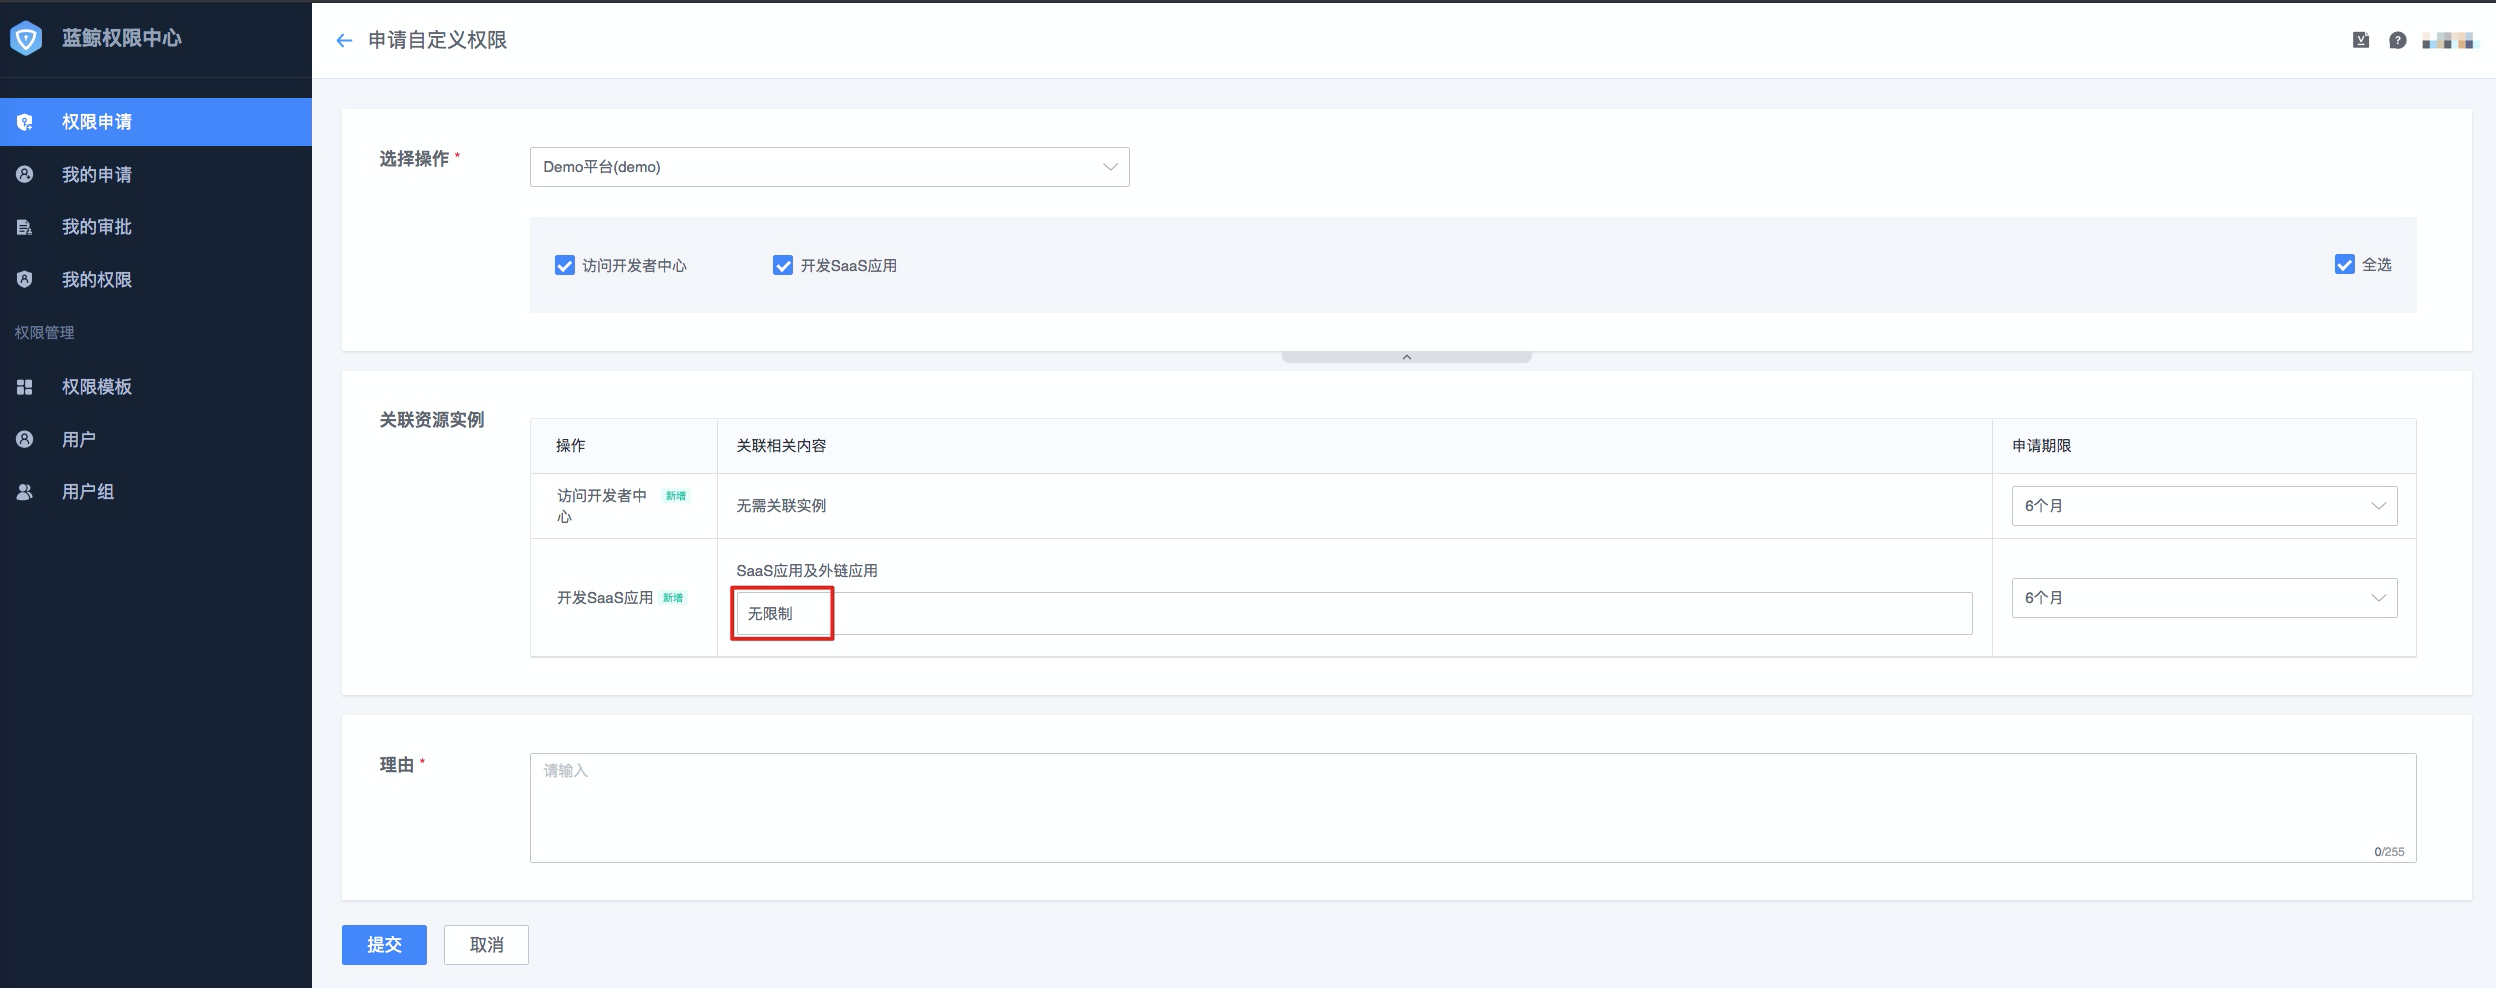 蓝鲸权限中心
申请自定义权限
权限申请
我的申请
我的审批
我的权限
权限管理
权限模板
用户
用户组
选择操作 *
Demo平台(demo)
访问开发者中心
开发SaaS应用
全选
关联资源实例
操作
关联相关内容
申请期限
访问开发者中 新增
心
无需关联实例
6个月
开发SaaS应用 新增
SaaS应用及外链应用
无限制
6个月
理由 *
请输入
0/255
提交
取消